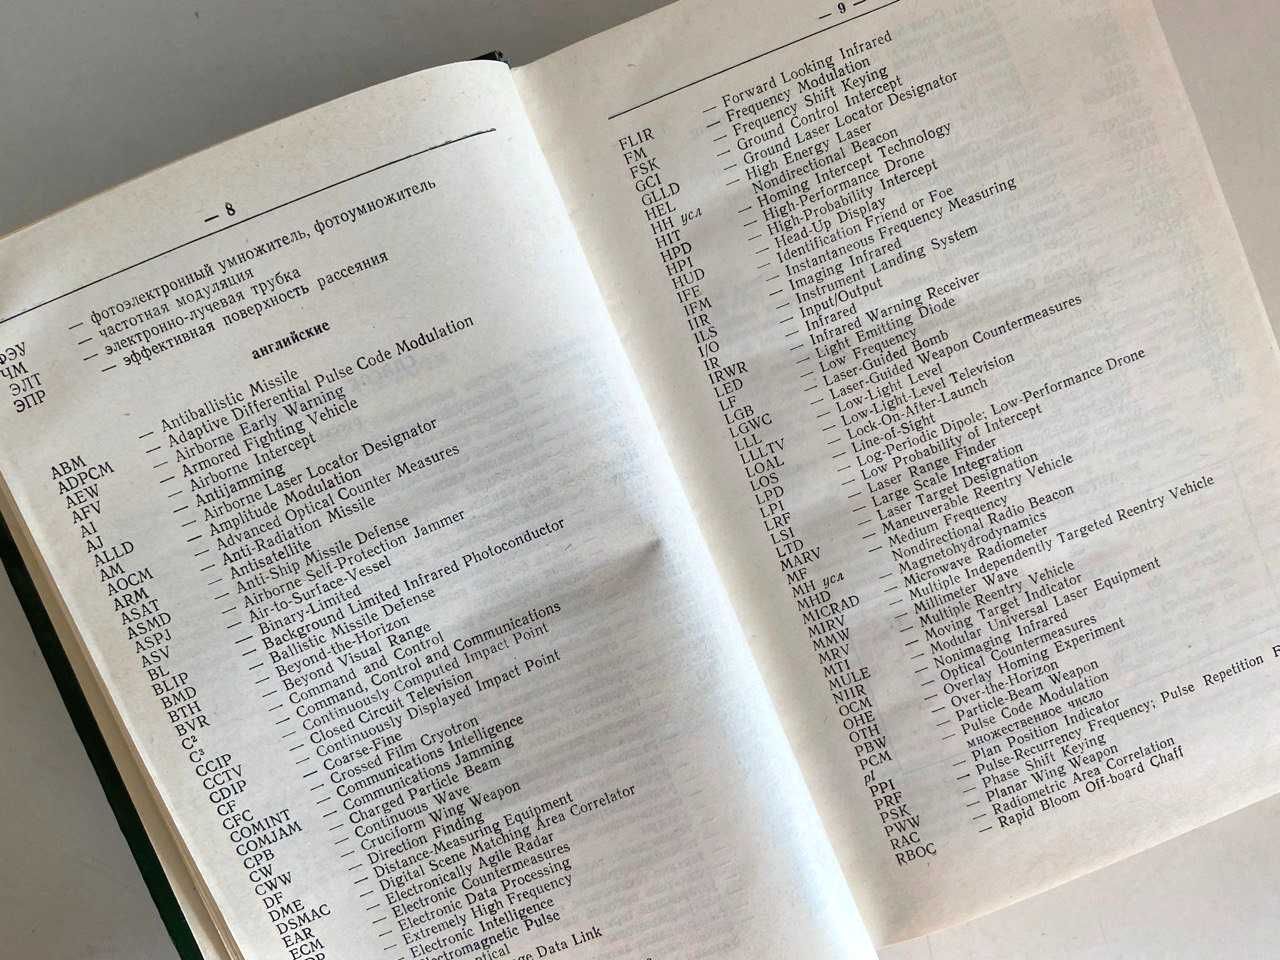 — 8
ФЭУ — фотоэлектронный умножитель, фотоумножитель
ЧМ — частотная модуляция
ЭЛТ — электронно-лучевая трубка
ЭПР — эффективная поверхность рассеяния
английские
ABM — Antiballistic Missile
ADPCM — Adaptive Differential Pulse Code Modulation
AEW — Airborne Early Warning
AFV — Armored Fighting Vehicle
AI — Airborne Intercept
AJ — Antijamming
ALLD — Airborne Laser Locator Designator
AM — Amplitude Modulation
AOCM — Advanced Optical Counter Measures
ARM — Anti-Radiation Missile
ASAT — Antisatellite
ASMD — Anti-Ship Missile Defense
ASPJ — Airborne Self-Protection Jammer
ASV — Air-to-Surface-Vessel
BL — Binary-Limited
BLIP — Background Limited Infrared Photoconductor
BMD — Ballistic Missile Defense
BTH — Beyond-the-Horizon
BVR — Beyond Visual Range
C² — Command and Control
C³ — Command, Control and Communications
CCIP — Continuously Computed Impact Point
CCTV — Closed Circuit Television
CDIP — Continuously Displayed Impact Point
CF — Coarse-Fine
CFC — Crossed Film Cryotron
COMINT — Communications Intelligence
COMJAM — Communications Jamming
CPB — Charged Particle Beam
CW — Continuous Wave
CWW — Cruciform Wing Weapon
DF — Direction Finding
DME — Distance-Measuring Equipment
DSMAC — Digital Scene Matching Area Correlator
EAR — Electronically Agile Radar
ECM — Electronic Countermeasures
— Electronic Data Processing
— Extremely High Frequency
— Electronic Intelligence
Electromagnetic Pulse
Data Link
— 9 —
FLIR — Forward Looking Infrared
FM — Frequency Modulation
FSK — Frequency Shift Keying
GCI — Ground Control Intercept
GLLD — Ground Laser Locator Designator
HEL — High Energy Laser
HH усл — Nondirectional Beacon
HIT — Homing Intercept Technology
HPD — High-Performance Drone
HPI — High-Probability Intercept
HUD — Head-Up Display
IFE — Identification Friend or Foe
IFM — Instantaneous Frequency Measuring
IIR — Imaging Infrared
ILS — Instrument Landing System
I/O — Input/Output
IR — Infrared
IRWR — Infrared Warning Receiver
LED — Light Emitting Diode
LF — Low Frequency
LGB — Laser-Guided Bomb
LGWC — Laser-Guided Weapon Countermeasures
LLL — Low-Light Level
LLLTV — Low-Light-Level Television
LOAL — Lock-On-After-Launch
LOS — Line-of-Sight
LPD — Log-Periodic Dipole; Low-Performance Drone
LPI — Low Probability of Intercept
LRF — Laser Range Finder
LSI — Large Scale Integration
LTD — Laser Target Designation
MARV — Maneuverable Reentry Vehicle
MF — Medium Frequency
MH усл — Nondirectional Radio Beacon
MHD — Magnetohydrodynamics
MICRAD — Microwave Radiometer
MIRV — Multiple Independently Targeted Reentry Vehicle
MMW — Millimeter Wave
MRV — Multiple Reentry Vehicle
MTI — Moving Target Indicator
MULE — Modular Universal Laser Equipment
NIIR — Nonimaging Infrared
OCM — Optical Countermeasures
OHE — Overlay Homing Experiment
OTH — Over-the-Horizon
PBW — Particle-Beam Weapon
PCM — Pulse Code Modulation
pl — множественное число
PPI — Plan Position Indicator
PRF — Pulse-Recurrency Frequency; Pulse Repetition F
PSK — Phase Shift Keying
PWW — Planar Wing Weapon
RAC — Radiometric Area Correlation
RBOC — Rapid Bloom Off-board Chaff